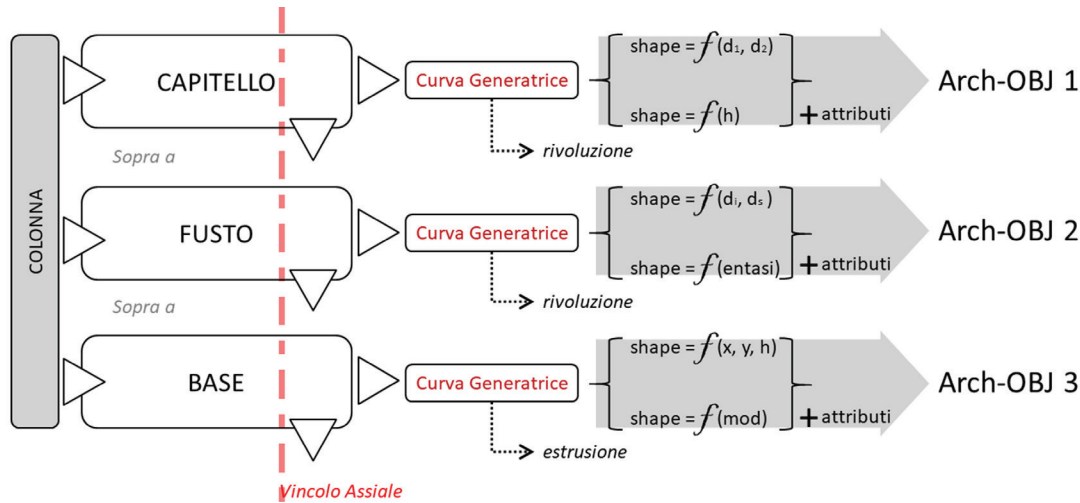 COLONNA
CAPITELLO
Curva Generatrice
shape = f(d₁, d₂)
shape = f(h)
+ attributi
Arch-OBJ 1
rivoluzione
Sopra a
FUSTO
Curva Generatrice
shape = f(dᵢ, dₛ)
shape = f(entasi)
+ attributi
Arch-OBJ 2
rivoluzione
Sopra a
BASE
Curva Generatrice
shape = f(x, y, h)
shape = f(mod)
+ attributi
Arch-OBJ 3
estrusione
Vincolo Assiale